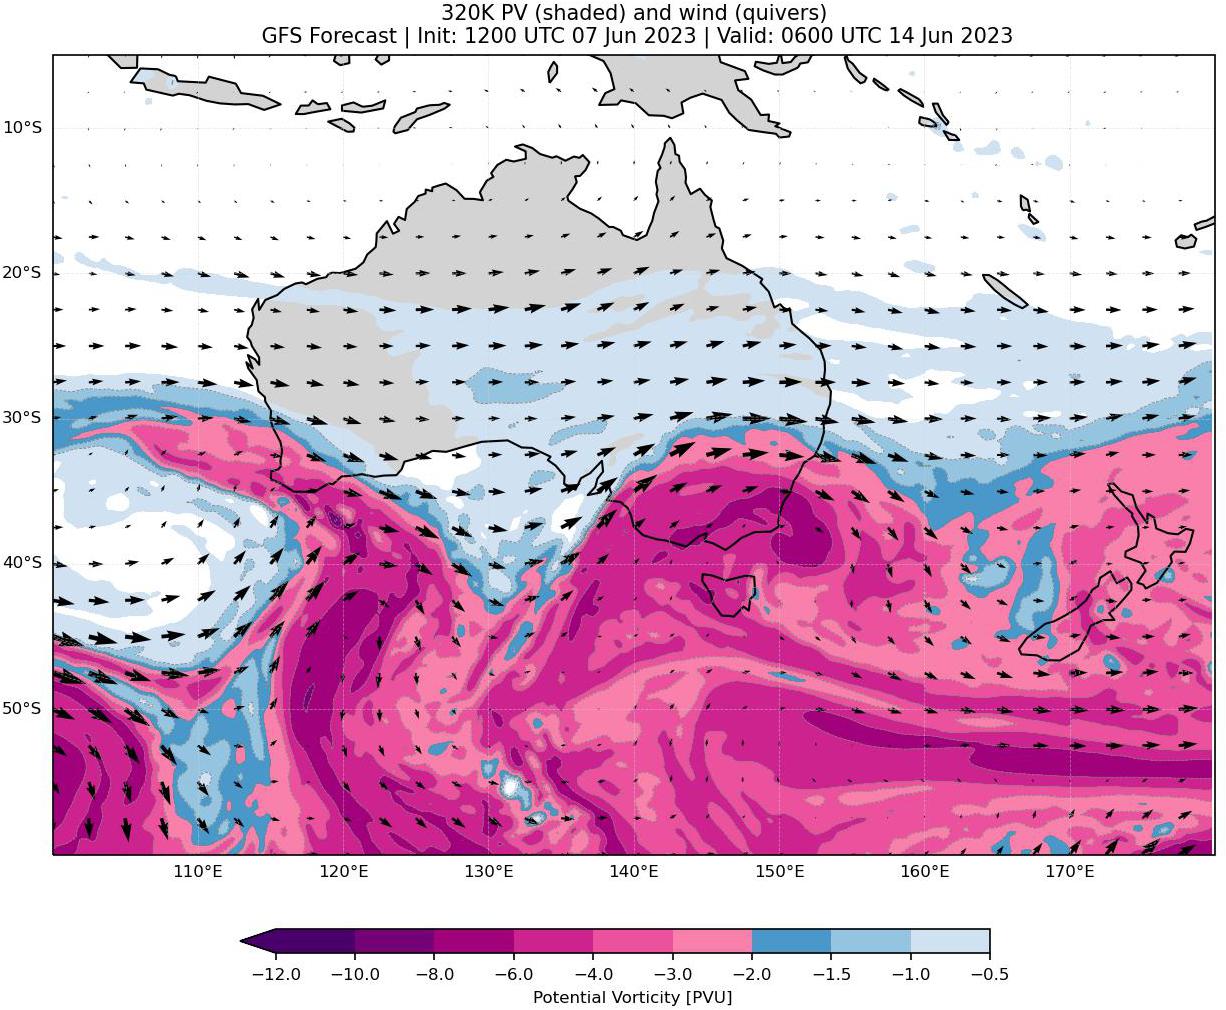 320K PV (shaded) and wind (quivers)
GFS Forecast | Init: 1200 UTC 07 Jun 2023 | Valid: 0600 UTC 14 Jun 2023
10°S
20°S
30°S
40°S
50°S
110°E 120°E 130°E 140°E 150°E 160°E 170°E
−12.0 −10.0 −8.0 −6.0 −4.0 −3.0 −2.0 −1.5 −1.0 −0.5
Potential Vorticity [PVU]